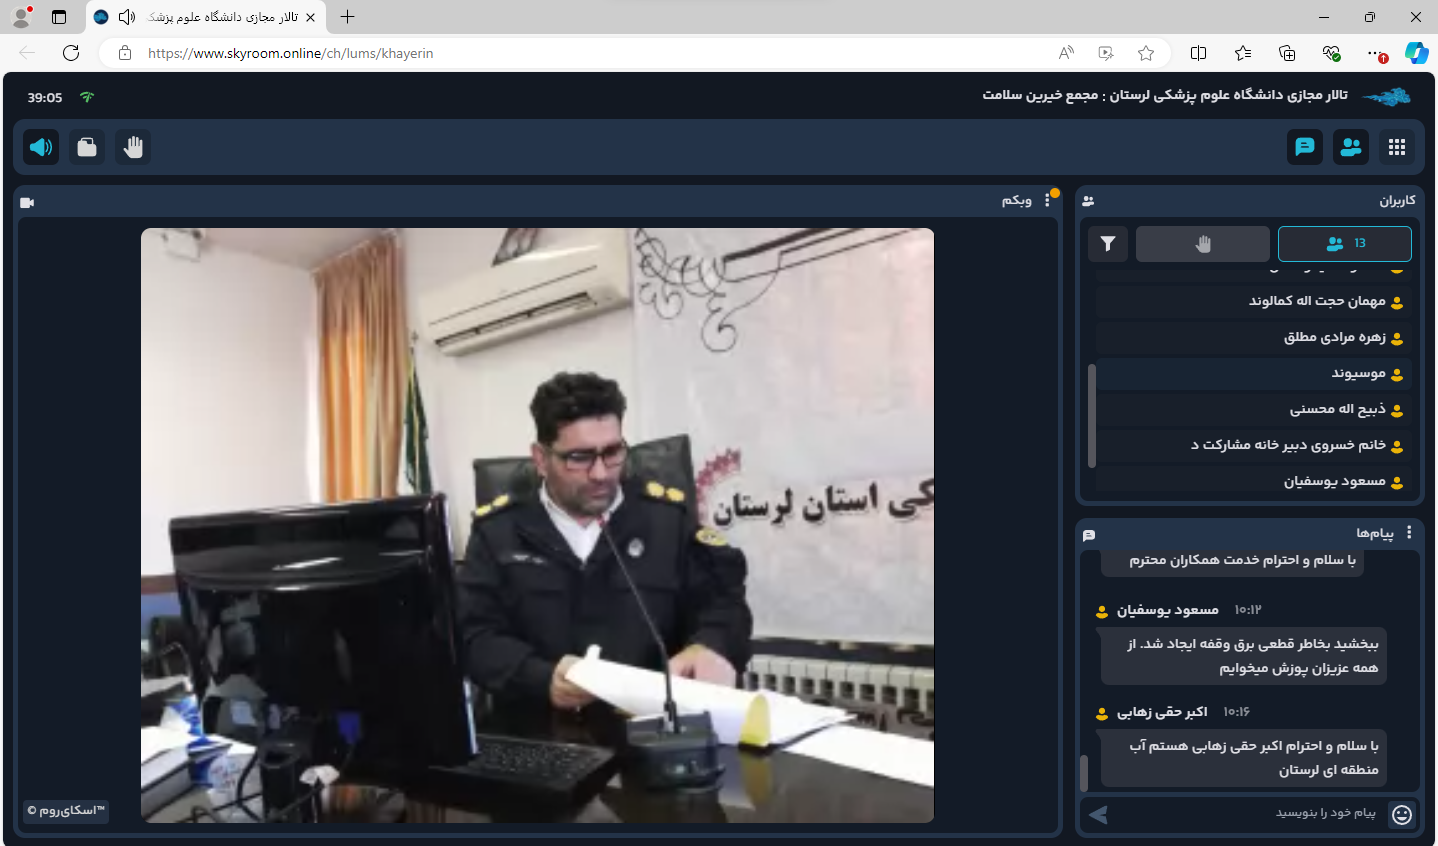 تالار مجازی دانشگاه علوم پزشک
https://www.skyroom.online/ch/lums/khayerin
39:05
تالار مجازی دانشگاه علوم پزشکی لرستان : مجمع خیرین سلامت
وبکم
کی استان لرستان
© اسکای‌روم™
کاربران
13
مهمان حجت اله کمالوند
زهره مرادی مطلق
موسیوند
ذبیح اله محسنی
خانم خسروی دبیر خانه مشارکت د
مسعود یوسفیان
پیام‌ها
با سلام و احترام خدمت همکاران محترم
مسعود یوسفیان ۱۰:۱۲
ببخشید بخاطر قطعی برق وقفه ایجاد شد. از
همه عزیزان پوزش میخوایم
اکبر حقی زهابی ۱۰:۱۶
با سلام و احترام اکبر حقی زهابی هستم آب
منطقه ای لرستان
پیام خود را بنویسید